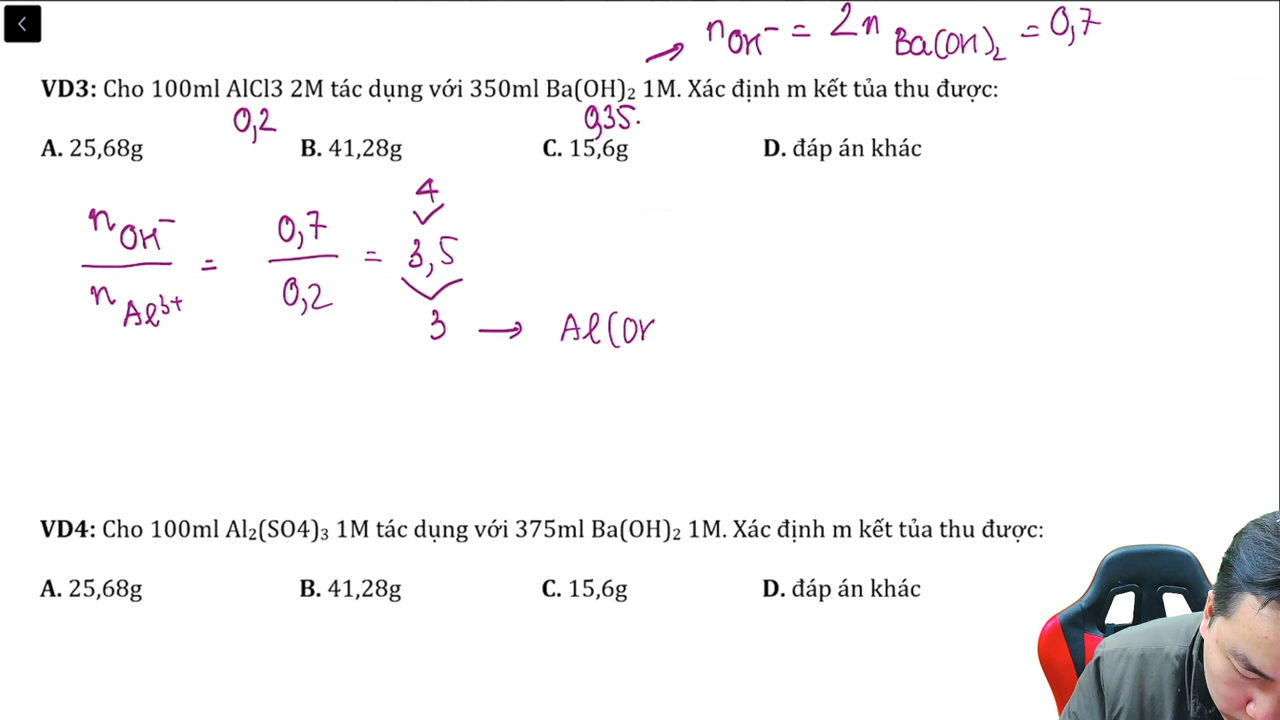 nOH⁻ = 2n Ba(OH)₂ = 0,7
VD3: Cho 100ml AlCl3 2M tác dụng với 350ml Ba(OH)₂ 1M. Xác định m kết tủa thu được:
0,2 0,35.
A. 25,68g B. 41,28g C. 15,6g D. đáp án khác
4
nOH⁻ / nAl³⁺ = 0,7 / 0,2 = 3,5
3 → Al(OH
VD4: Cho 100ml Al₂(SO4)₃ 1M tác dụng với 375ml Ba(OH)₂ 1M. Xác định m kết tủa thu được:
A. 25,68g B. 41,28g C. 15,6g D. đáp án khác